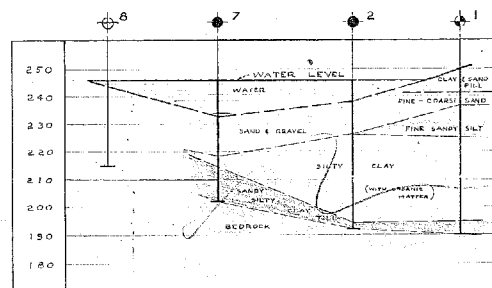 8 7 2 1
250
WATER LEVEL
WATER
CLAY & SAND
FILL
240
FINE - COARSE SAND
230
SAND & GRAVEL
FINE SANDY SILT
220
SILTY CLAY
210
SANDY
(WITH ORGANIC
MATTER)
SILTY
200
CLAY TILL
BEDROCK
190
180